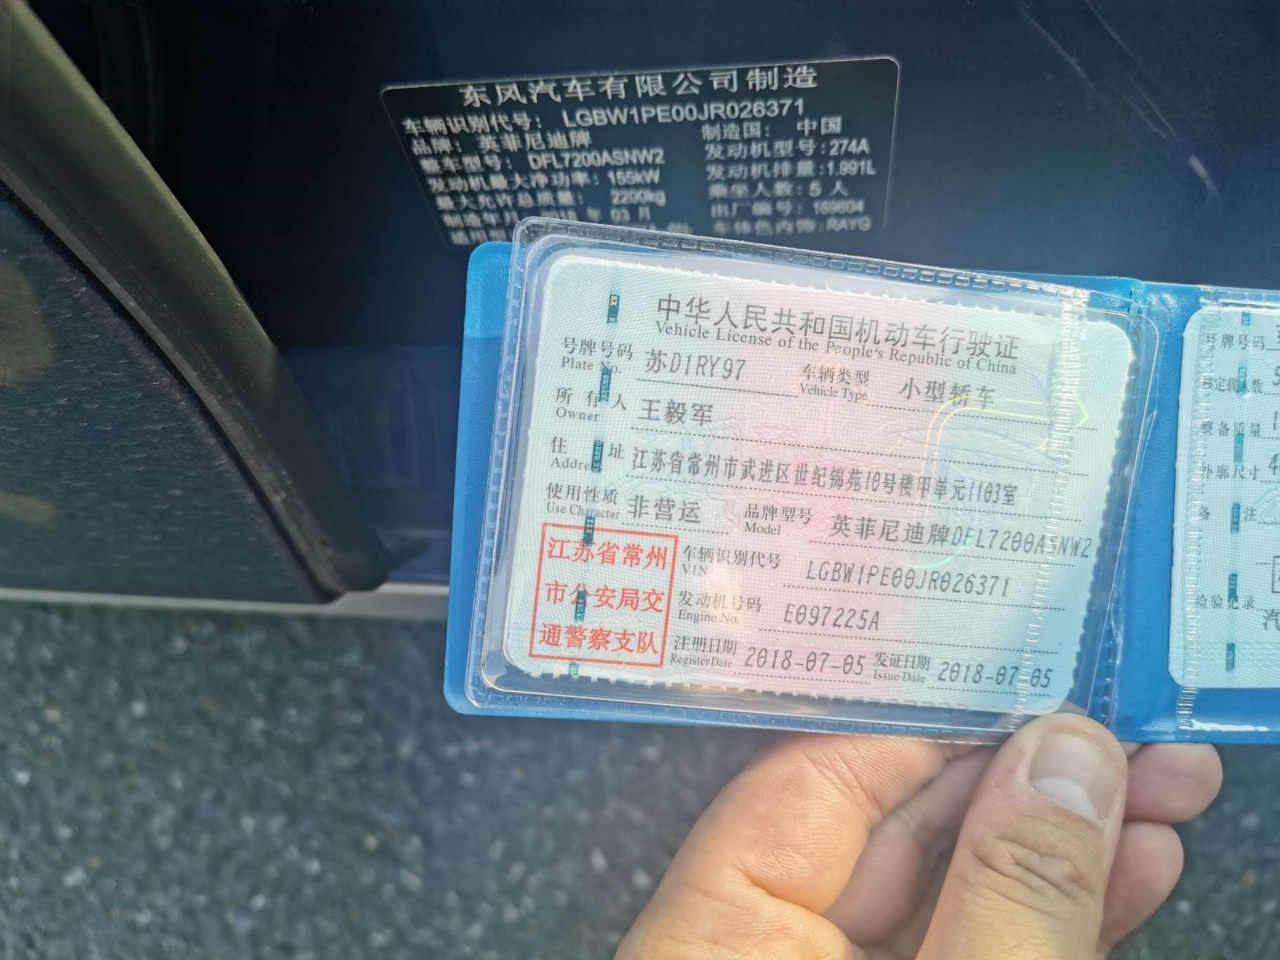 东风汽车有限公司制造
车辆识别代号: LGBW1PE00JR026371
品牌: 英菲尼迪牌 制造国: 中国
整车型号: DFL7200ASNW2 发动机型号:274A
发动机最大净功率: 155kW 发动机排量:1.991L
最大允许总质量: 2200kg 乘坐人数: 5 人
制造年月 年 03 月 出厂编号: 169604
车体色内饰:RAYG
中华人民共和国机动车行驶证
Vehicle License of the People's Republic of China
号牌号码 苏D1RY97 车辆类型 小型轿车
Plate No. Vehicle Type
所有人 王毅军
Owner
住址 江苏省常州市武进区世纪锦苑10号楼甲单元1103室
Address
使用性质 非营运 品牌型号 英菲尼迪牌DFL7200ASNW2
Use Character Model
江苏省常州
市公安局交
通警察支队
车辆识别代号 LGBW1PE00JR026371
VIN
发动机号码 E097225A
Engine No.
注册日期 2018-07-05 发证日期 2018-07-05
Register Date Issue Date
号牌号码
核定载人数 5
整备质量
外廓尺寸 4
备注
检验记录